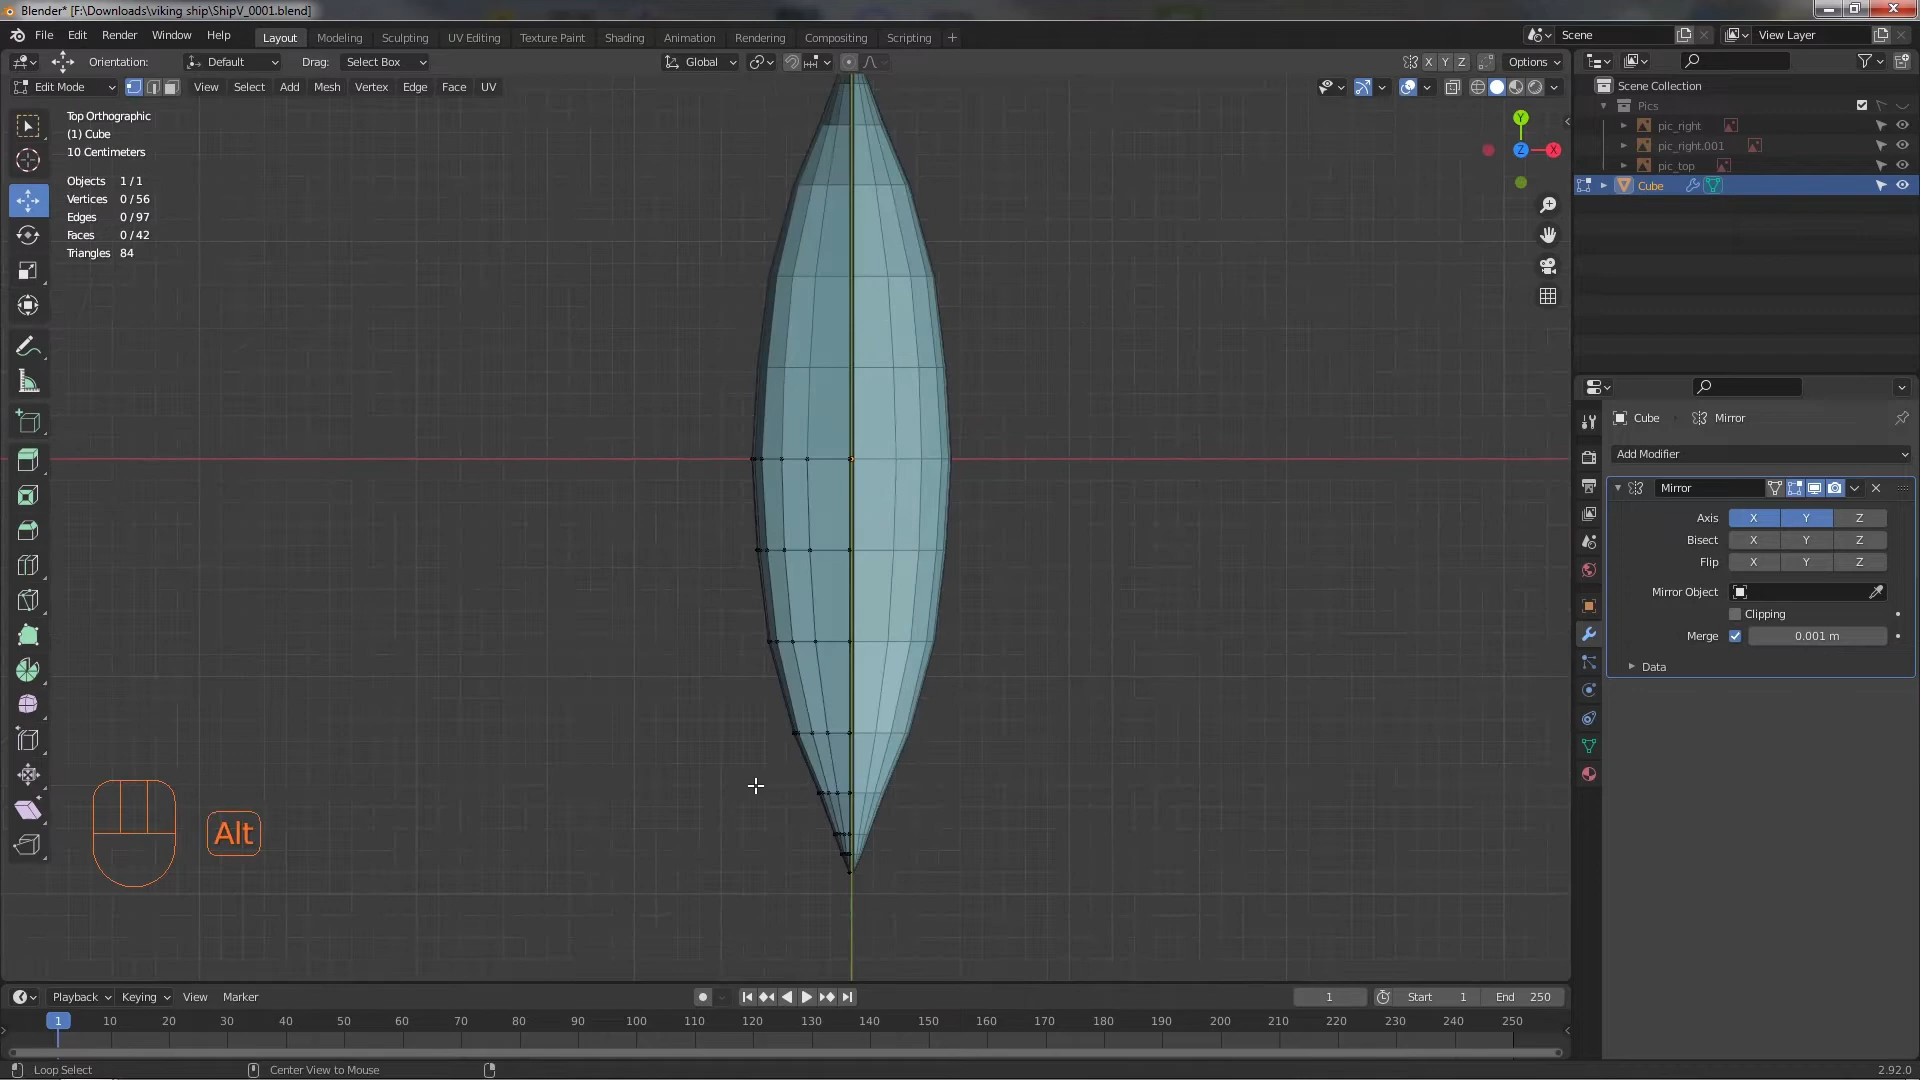 Blender* [F:\Downloads\viking ship\ShipV_0001.blend]
File Edit Render Window Help Layout Modeling Sculpting UV Editing Texture Paint Shading Animation Rendering Compositing Scripting + Scene View Layer
Orientation: Default Drag: Select Box Global X Y Z Options
Edit Mode View Select Add Mesh Vertex Edge Face UV
Top Orthographic
(1) Cube
10 Centimeters
Objects 1/1
Vertices 0/56
Edges 0/97
Faces 0/42
Triangles 84
Y
Z X
Scene Collection
Pics
pic_right
pic_right.001
pic_top
Cube
Cube Mirror
Add Modifier
Mirror
Axis X Y Z
Bisect X Y Z
Flip X Y Z
Mirror Object
Clipping
Merge 0.001 m
Data
Alt
Playback Keying View Marker 1 Start 1 End 250
1 10 20 30 40 50 60 70 80 90 100 110 120 130 140 150 160 170 180 190 200 210 220 230 240 250
Loop Select Center View to Mouse 2.92.0